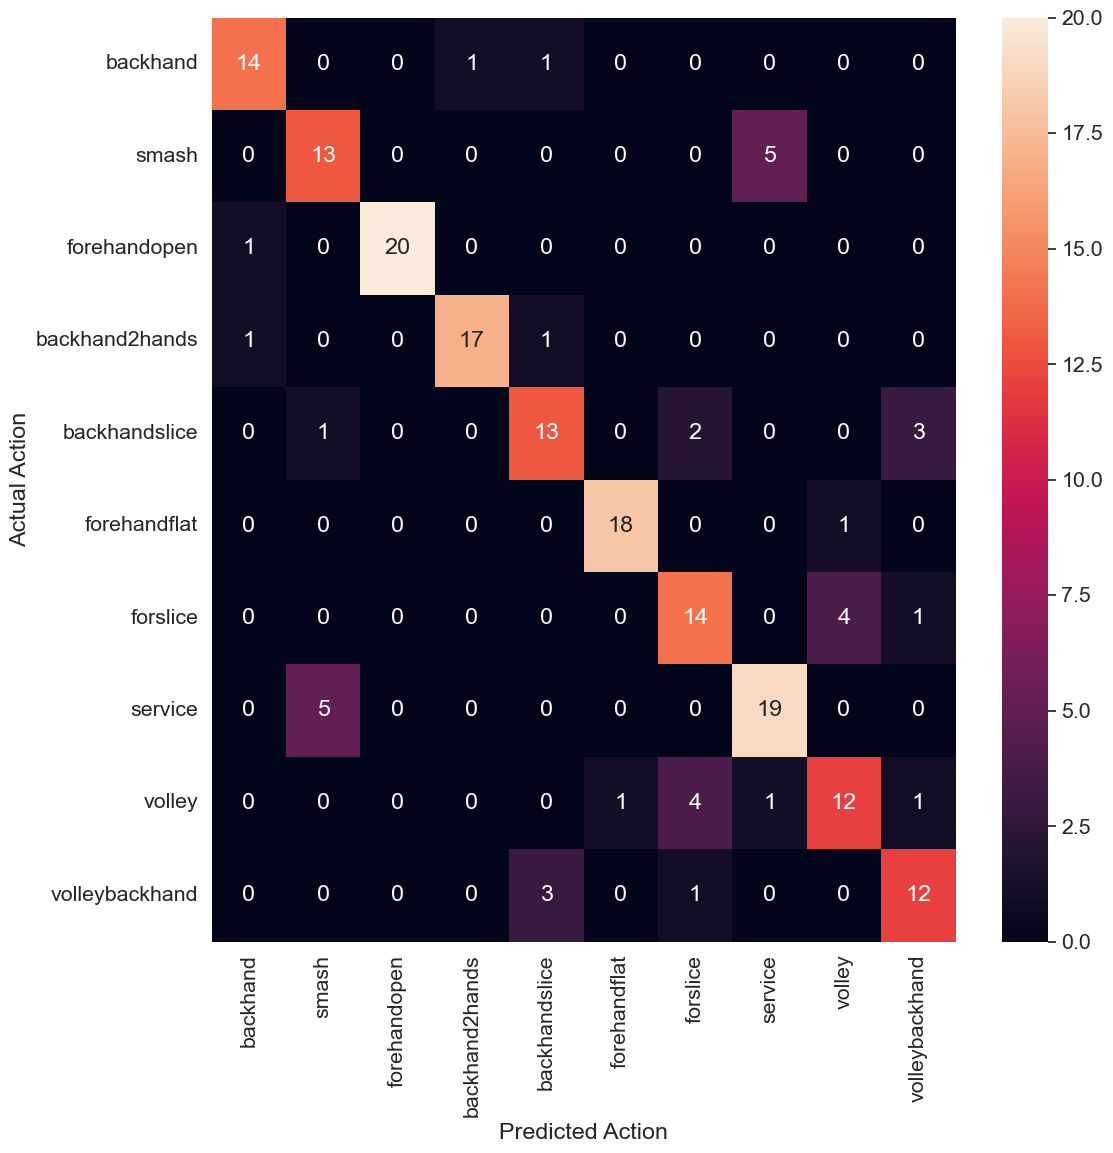 backhand 14 0 0 1 1 0 0 0 0 0
smash 0 13 0 0 0 0 0 5 0 0
forehandopen 1 0 20 0 0 0 0 0 0 0
backhand2hands 1 0 0 17 1 0 0 0 0 0
backhandslice 0 1 0 0 13 0 2 0 0 3
forehandflat 0 0 0 0 0 18 0 0 1 0
forslice 0 0 0 0 0 0 14 0 4 1
service 0 5 0 0 0 0 0 19 0 0
volley 0 0 0 0 0 1 4 1 12 1
volleybackhand 0 0 0 0 3 0 1 0 0 12
Actual Action
backhand
smash
forehandopen
backhand2hands
backhandslice
forehandflat
forslice
service
volley
volleybackhand
Predicted Action
20.0
17.5
15.0
12.5
10.0
7.5
5.0
2.5
0.0